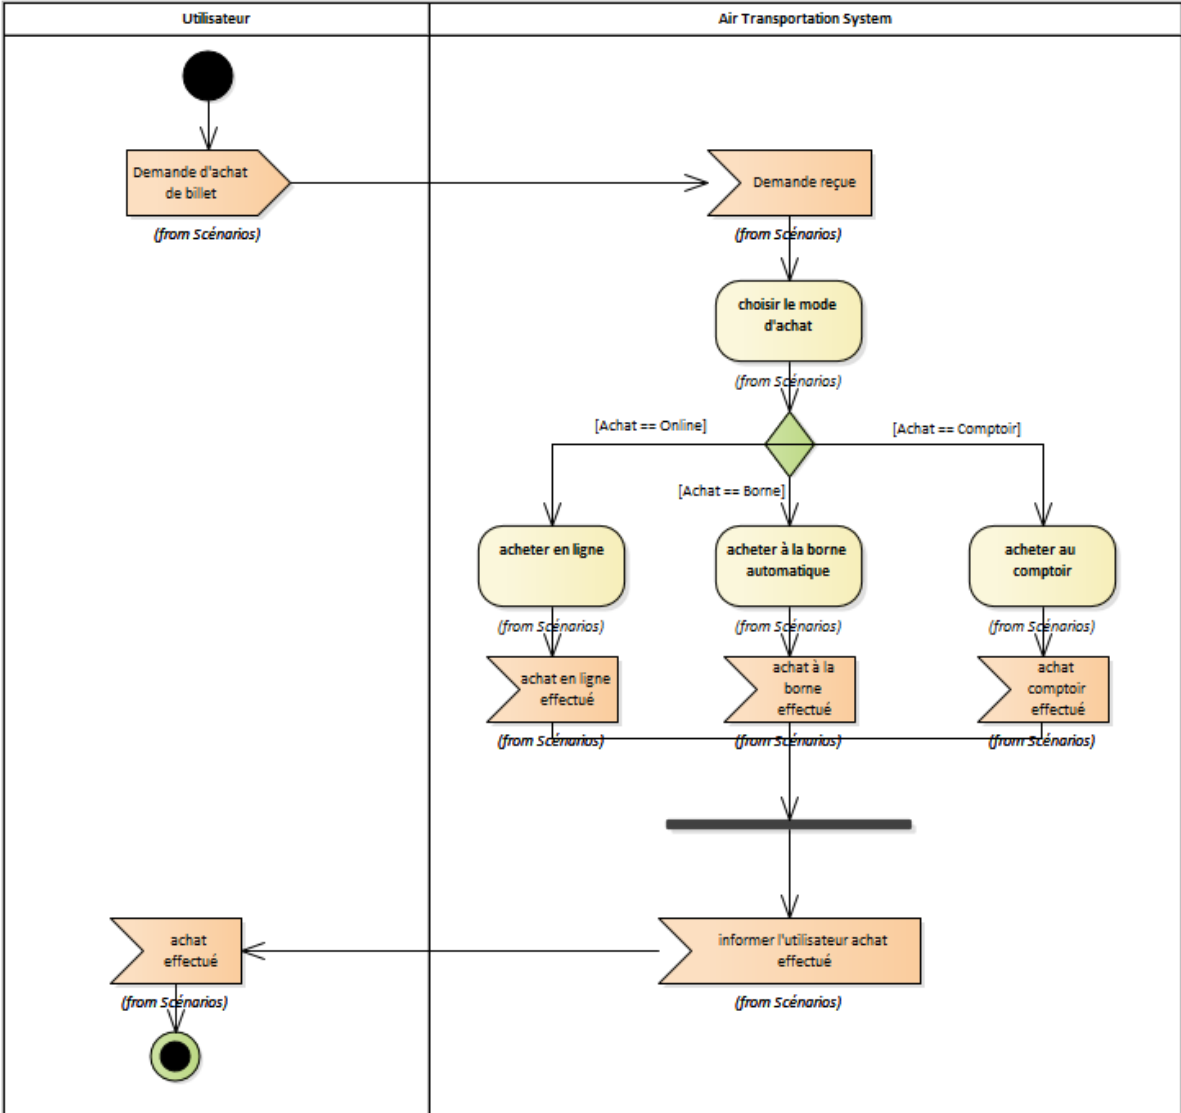 Utilisateur
Air Transportation System
Demande d'achat
de billet
(from Scénarios)
Demande reçue
(from Scénarios)
choisir le mode
d'achat
(from Scénarios)
[Achat == Online]
[Achat == Comptoir]
[Achat == Borne]
acheter en ligne
(from Scénarios)
acheter à la borne
automatique
(from Scénarios)
acheter au
comptoir
(from Scénarios)
achat en ligne
effectué
(from Scénarios)
achat à la
borne
effectué
(from Scénarios)
achat
comptoir
effectué
(from Scénarios)
achat
effectué
(from Scénarios)
informer l'utilisateur achat
effectué
(from Scénarios)